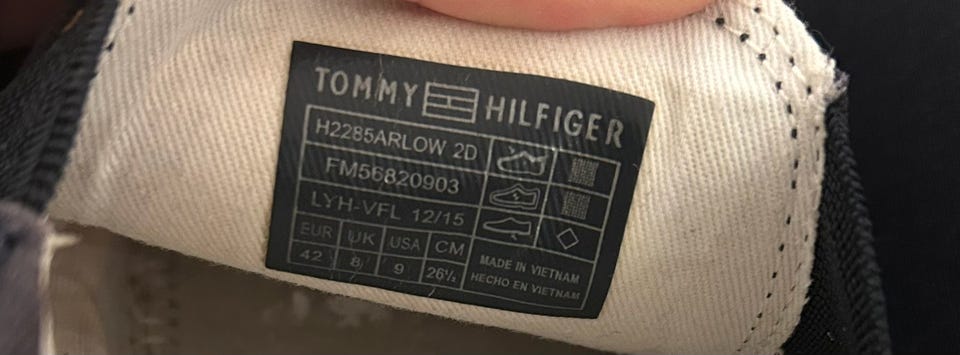 TOMMY HILFIGER
H2285ARLOW 2D
FM56820903
LYH-VFL 12/15
EUR UK USA CM
42 8 9 26½
MADE IN VIETNAM
HECHO EN VIETNAM